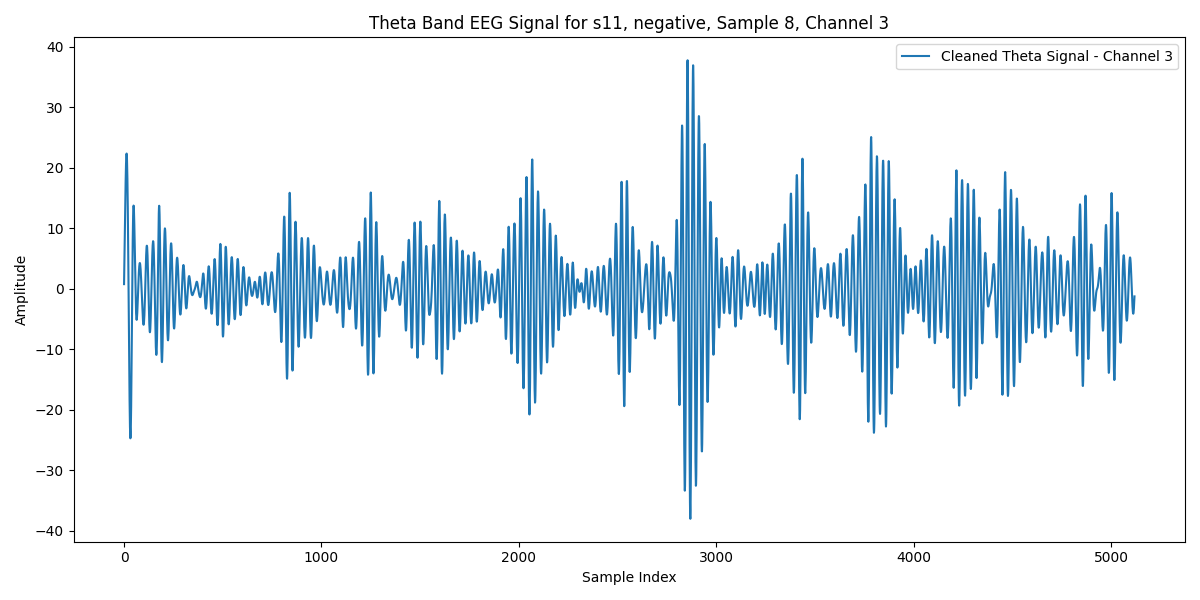 Theta Band EEG Signal for s11, negative, Sample 8, Channel 3
Cleaned Theta Signal - Channel 3
Amplitude
40
30
20
10
0
−10
−20
−30
−40
0 1000 2000 3000 4000 5000
Sample Index